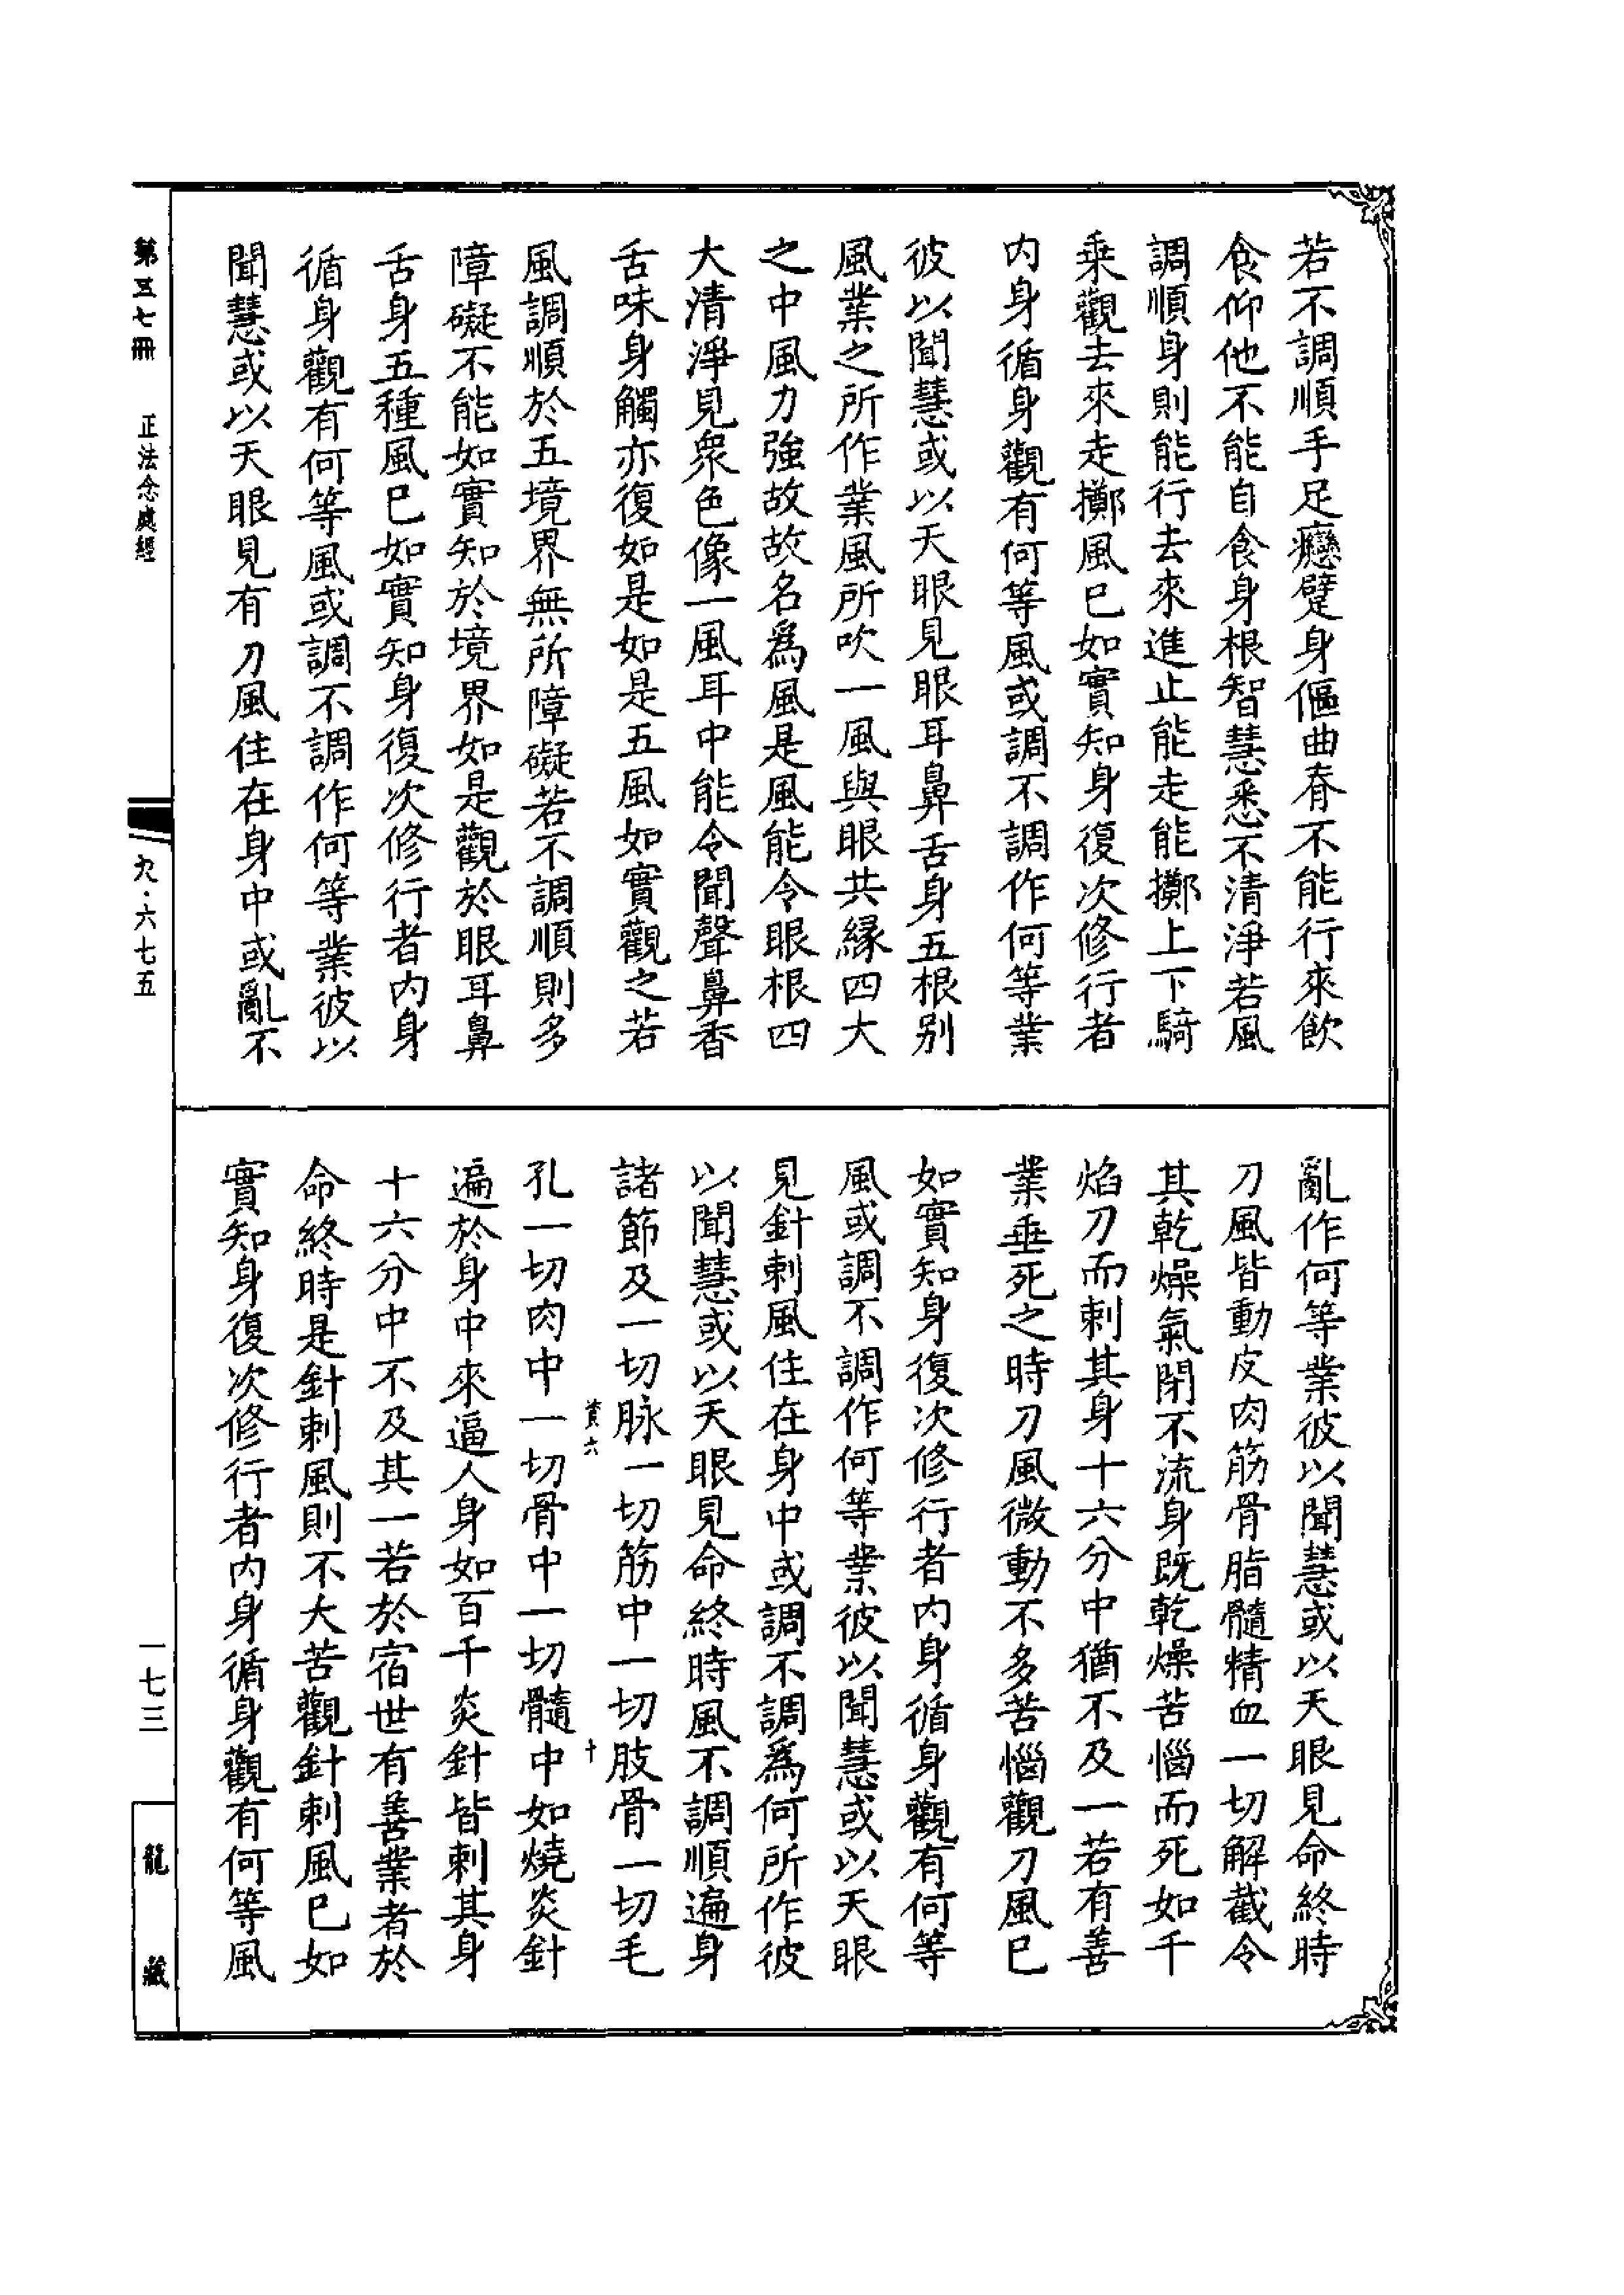 若不調順手足癴躄身傴曲脊不能行來飲
食仰他不能自食身根智慧悉不清淨若風
調順身則能行去來進止能走能擲上下騎
乘觀去來走擲風已如實知身復次修行者
内身循身觀有何等風或調不調作何等業
彼以聞慧或以天眼見眼耳鼻舌身五根别
風業之所作業風所吹一風與眼共緣四大
之中風力強故故名爲風是風能令眼根四
大清淨見衆色像一風耳中能令聞聲鼻香
舌味身觸亦復如是如是五風如實觀之若
風調順於五境界無所障礙若不調順則多
障礙不能如實知於境界如是觀於眼耳鼻
舌身五種風已如實知身復次修行者内身
循身觀有何等風或調不調作何等業彼以
聞慧或以天眼見有刀風住在身中或亂不
亂作何等業彼以聞慧或以天眼見命終時
刀風皆動皮肉筋骨脂髓精血一切解截令
其乾燥氣閉不流身既乾燥苦惱而死如千
焰刀而刺其身十六分中猶不及一若有善
業垂死之時刀風微動不多苦惱觀刀風已
如實知身復次修行者内身循身觀有何等
風或調不調作何等業彼以聞慧或以天眼
見針刺風住在身中或調不調爲何所作彼
以聞慧或以天眼見命終時風不調順遍身
諸節及一切脉一切筋中一切肢骨一切毛
資六 十
孔一切肉中一切骨中一切髓中如燒炎針
遍於身中來逼人身如百千炎針皆刺其身
十六分中不及其一若於宿世有善業者於
命終時是針刺風則不大苦觀針刺風已如
實知身復次修行者内身循身觀有何等風
第五七冊 正法念處經
九·六七五
一七三
龍藏